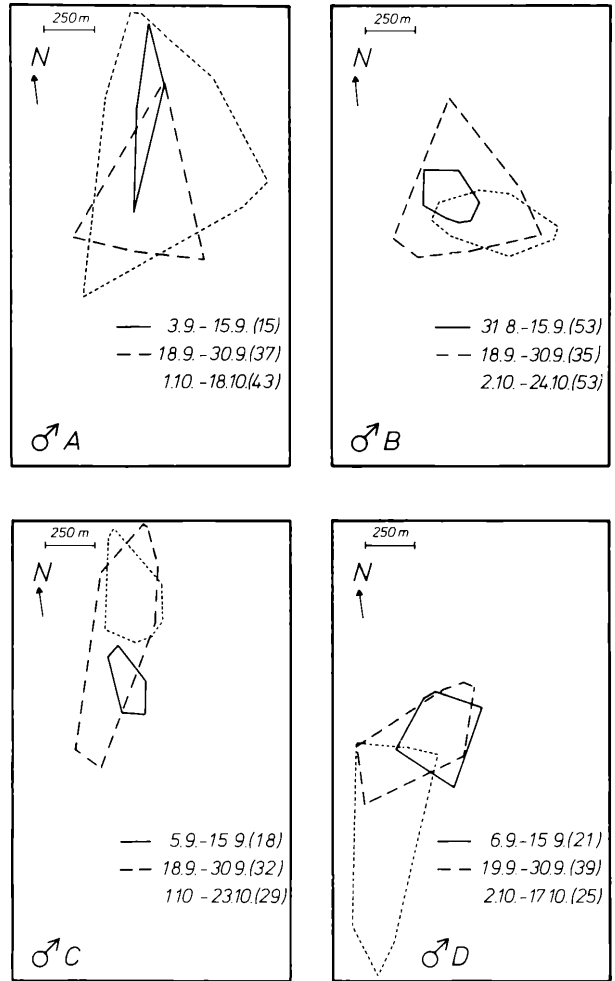 250 m
N
3.9. - 15.9. (15)
18.9. - 30.9. (37)
1.10. - 18.10. (43)
♂ A
250 m
N
31 8. - 15.9. (53)
18.9. - 30.9. (35)
2.10. - 24.10. (53)
♂ B
250 m
N
5.9. - 15 9. (18)
18.9. - 30 9. (32)
1 10 - 23.10. (29)
♂ C
250 m
N
6.9. - 15 9. (21)
19.9. - 30.9. (39)
2.10. - 17 10. (25)
♂ D